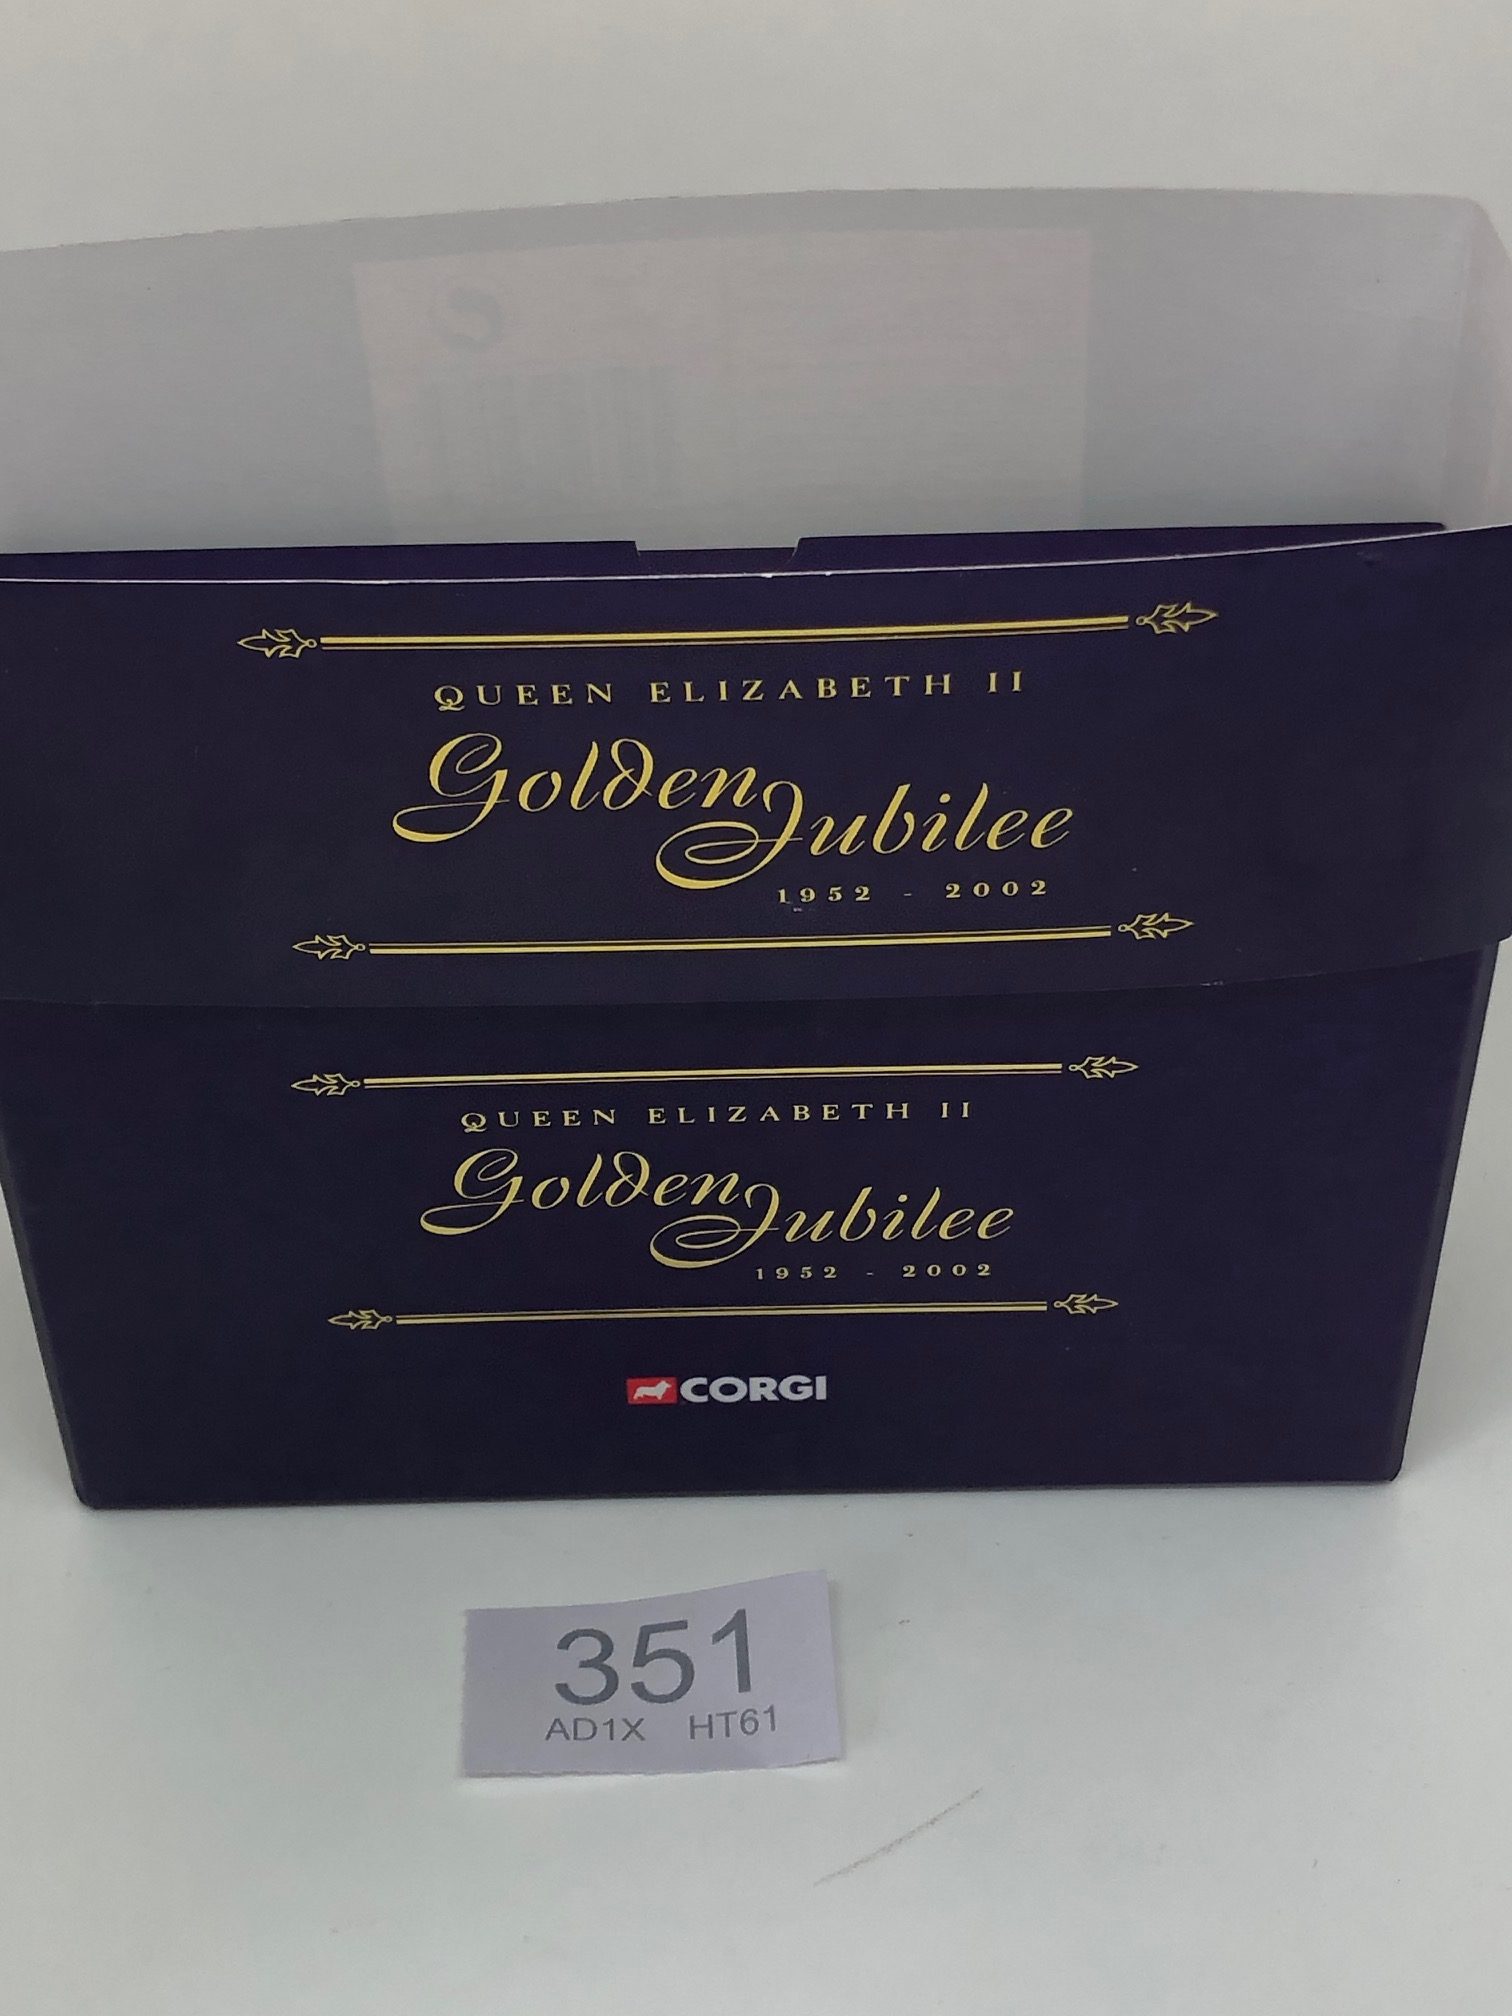 QUEEN ELIZABETH II
Golden Jubilee
1952 - 2002
QUEEN ELIZABETH II
Golden Jubilee
1952 - 2002
CORGI
351
AD1X HT61